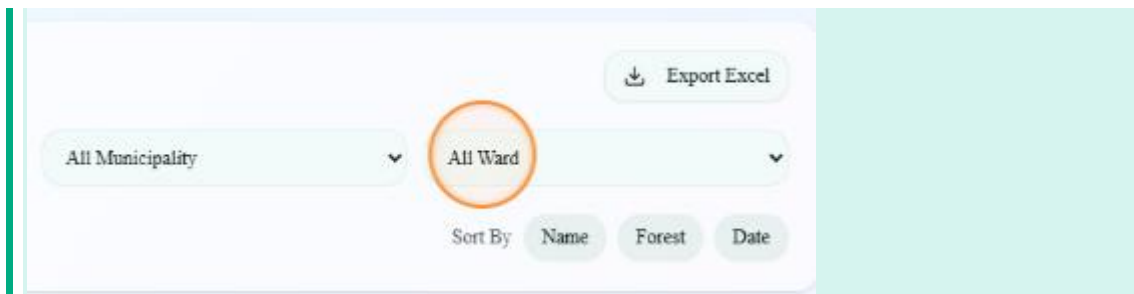 Export Excel
All Municipality All Ward
Sort By Name Forest Date